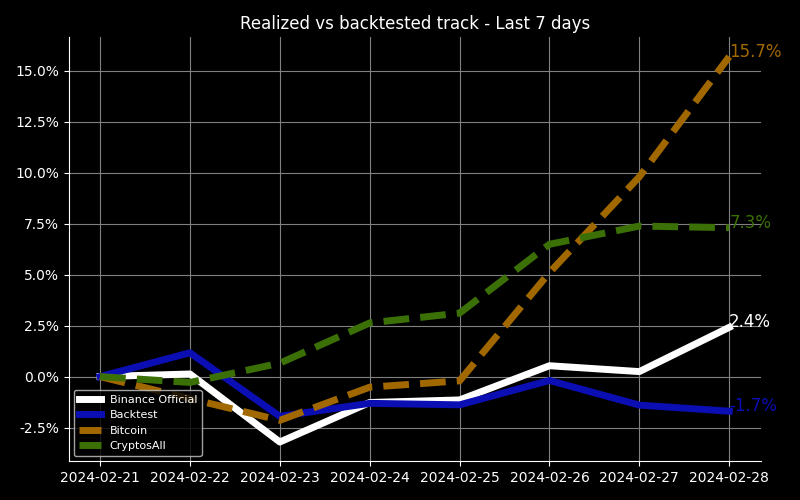 Realized vs backtested track - Last 7 days
15.7%
15.0%
12.5%
10.0%
7.5%
7.3%
5.0%
2.5%
2.4%
0.0%
-1.7%
-2.5%
Binance Official
Backtest
Bitcoin
CryptosAll
2024-02-21 2024-02-22 2024-02-23 2024-02-24 2024-02-25 2024-02-26 2024-02-27 2024-02-28